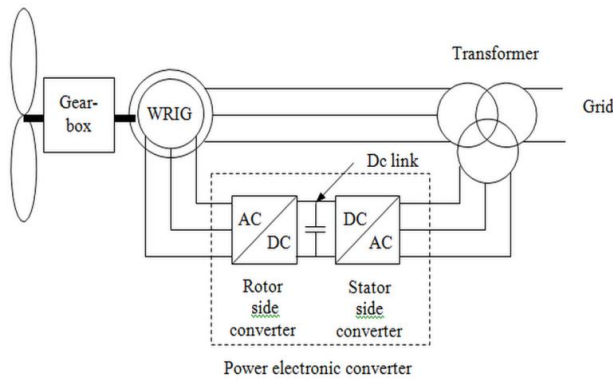 Transformer
Gear-
box
WRIG
Grid
Dc link
AC
DC
DC
AC
Rotor
side
converter
Stator
side
converter
Power electronic converter